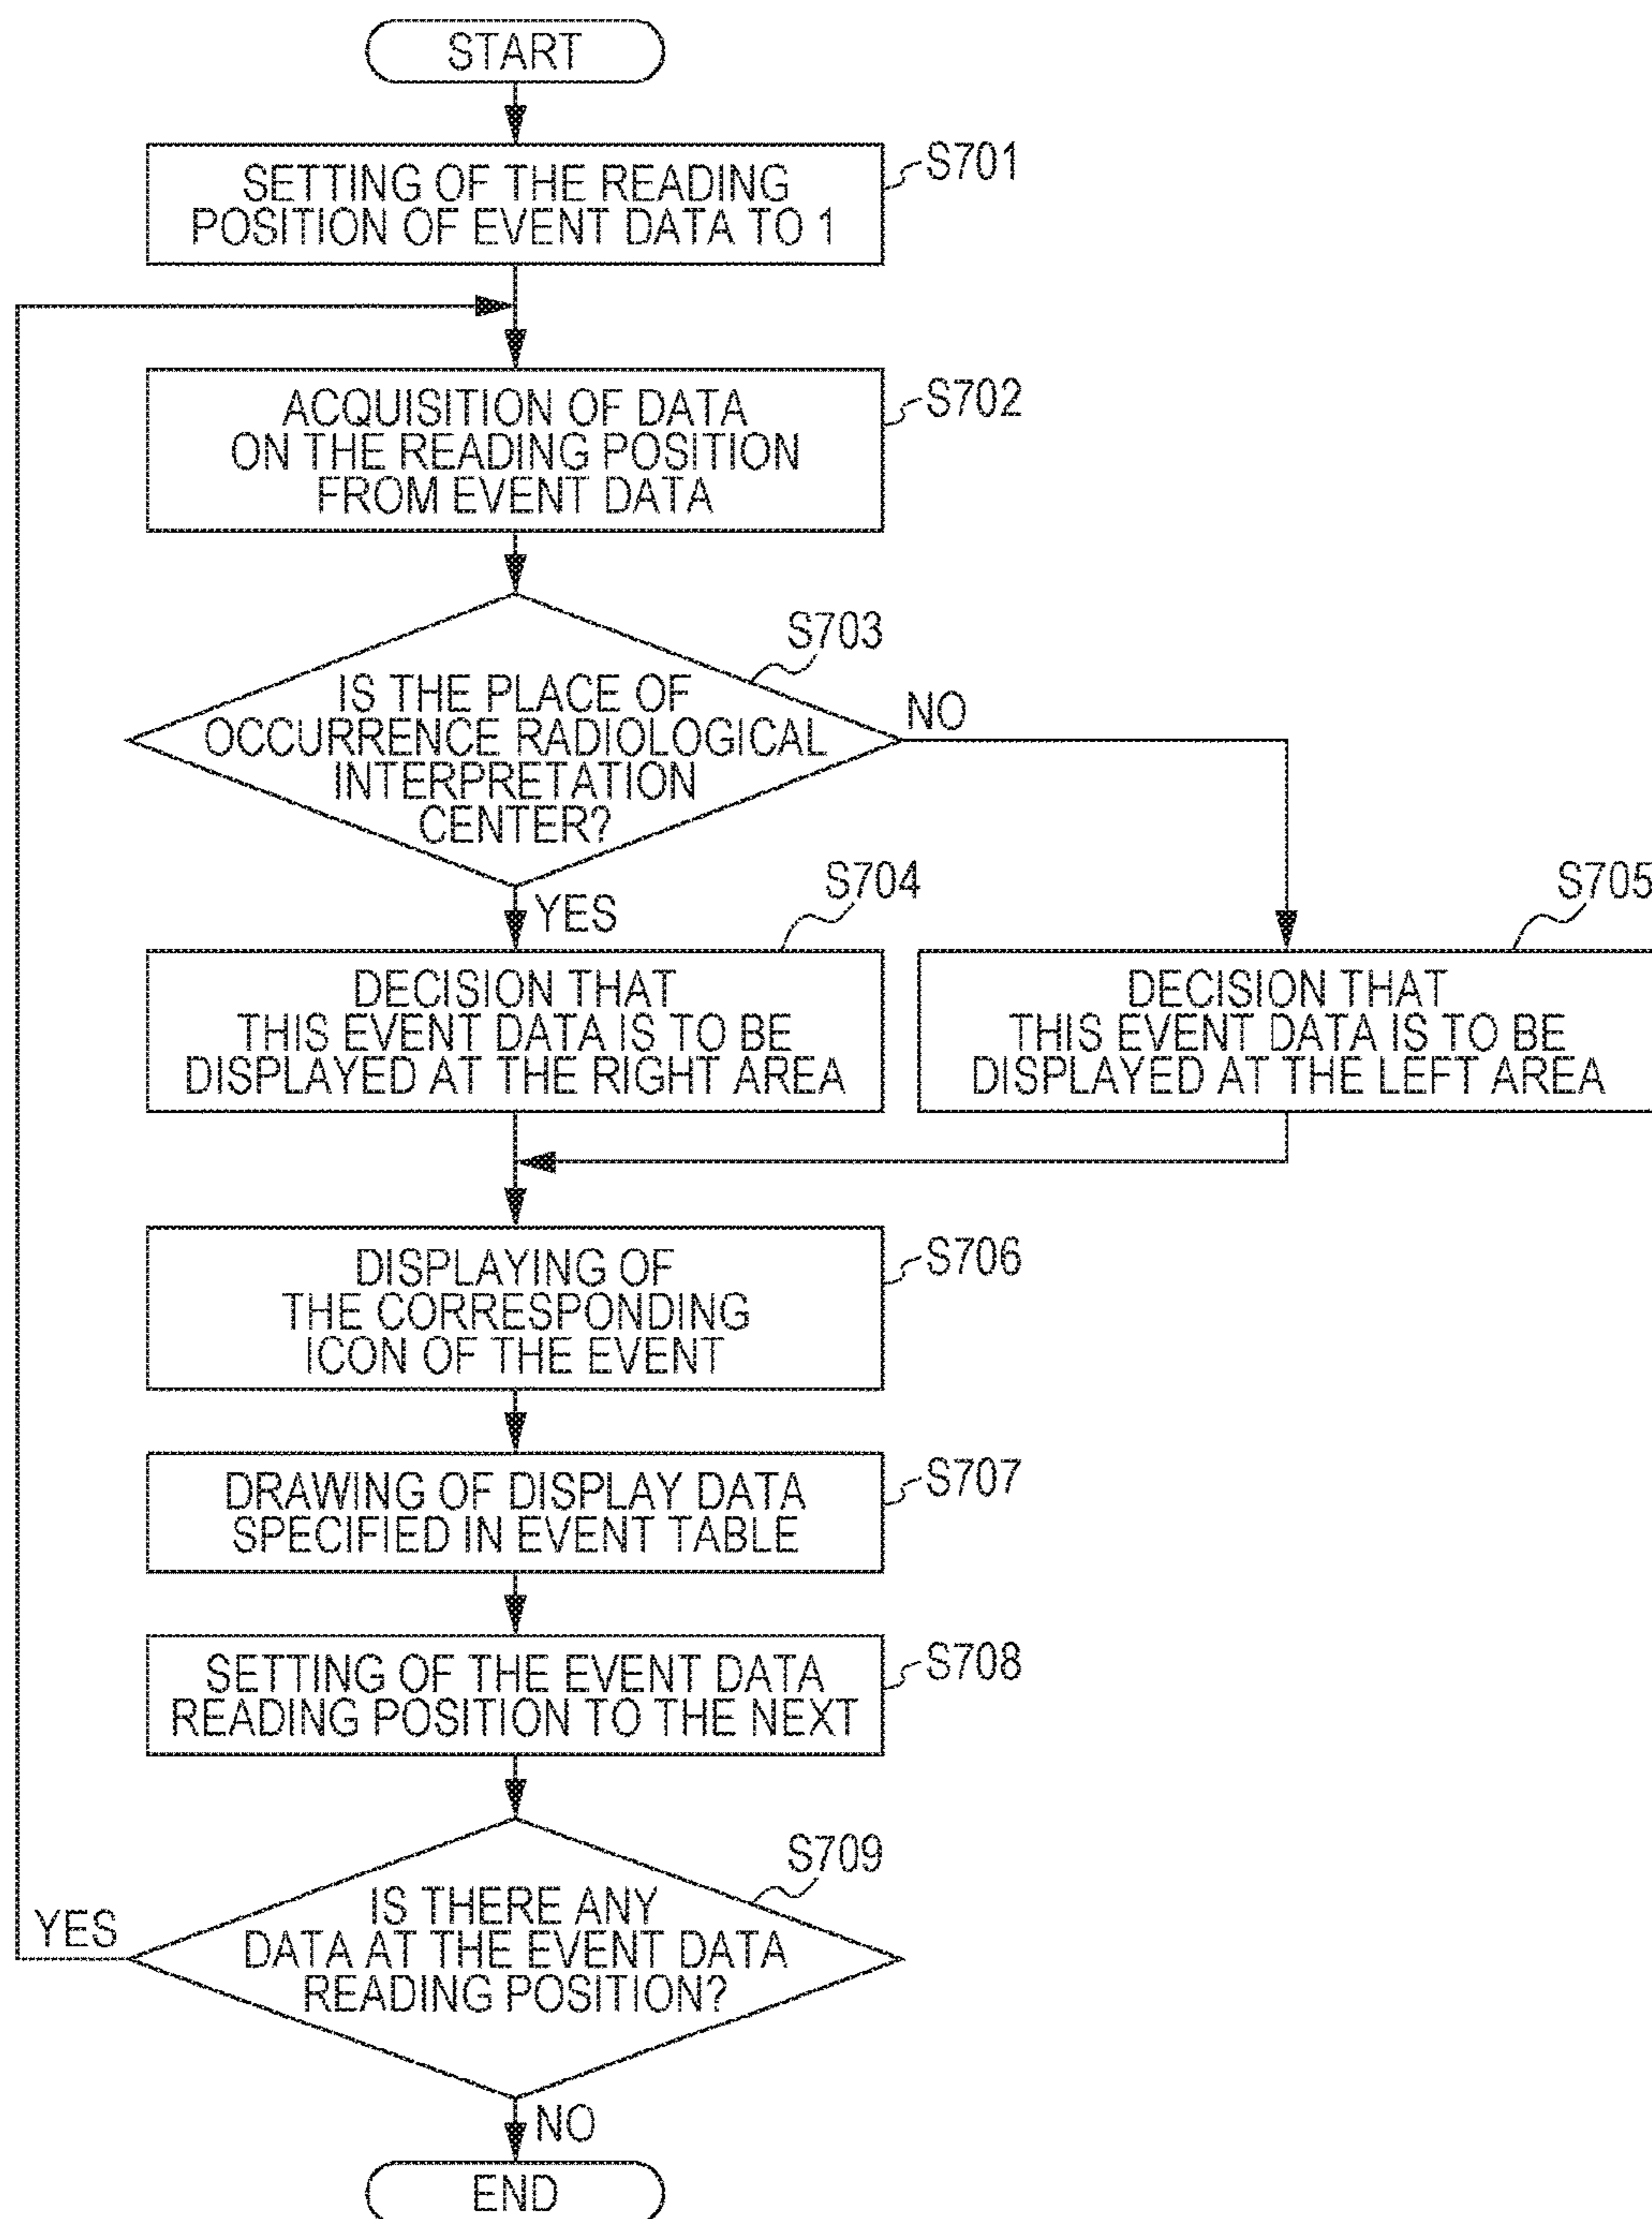 START
S701
SETTING OF THE READING
POSITION OF EVENT DATA TO 1
S702
ACQUISITION OF DATA
ON THE READING POSITION
FROM EVENT DATA
S703
IS THE PLACE OF
OCCURRENCE RADIOLOGICAL
INTERPRETATION
CENTER?
NO
YES
S704
DECISION THAT
THIS EVENT DATA IS TO BE
DISPLAYED AT THE RIGHT AREA
S705
DECISION THAT
THIS EVENT DATA IS TO BE
DISPLAYED AT THE LEFT AREA
S706
DISPLAYING OF
THE CORRESPONDING
ICON OF THE EVENT
S707
DRAWING OF DISPLAY DATA
SPECIFIED IN EVENT TABLE
S708
SETTING OF THE EVENT DATA
READING POSITION TO THE NEXT
S709
IS THERE ANY
DATA AT THE EVENT DATA
READING POSITION?
YES
NO
END